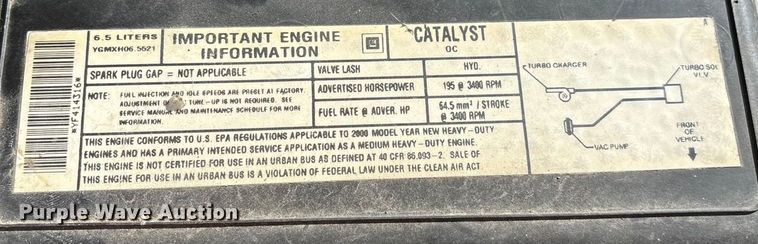 6.5 LITERS
YGMXH06.5521
IMPORTANT ENGINE
INFORMATION
GM
CATALYST
OC
A
SPARK PLUG GAP = NOT APPLICABLE
VALVE LASH
HYD.
NOTE: FUEL INJECTION AND IDLE SPEEDS ARE PRESET AT FACTORY.
ADJUSTMENT DURING TUNE-UP IS NOT REQUIRED. SEE
SERVICE MANUAL AND MAINTENANCE SCHEDULE FOR MORE
INFORMATION.
ADVERTISED HORSEPOWER
195 @ 3400 RPM
FUEL RATE @ ADVER. HP
64.5 mm³ / STROKE
@ 3400 RPM
THIS ENGINE CONFORMS TO U.S. EPA REGULATIONS APPLICABLE TO 2000 MODEL YEAR NEW HEAVY-DUTY
ENGINES AND HAS A PRIMARY INTENDED SERVICE APPLICATION AS A MEDIUM HEAVY-DUTY ENGINE.
THIS ENGINE IS NOT CERTIFIED FOR USE IN AN URBAN BUS AS DEFINED AT 40 CFR 86.093-2. SALE OF
THIS ENGINE FOR USE IN AN URBAN BUS IS A VIOLATION OF FEDERAL LAW UNDER THE CLEAN AIR ACT.
*YF414316*
TURBO CHARGER
TURBO SOL
VLV
VAC PUMP
FRONT
OF
VEHICLE
Purple Wave Auction